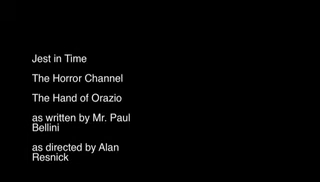 Jest in Time
The Horror Channel
The Hand of Orazio
as written by Mr. Paul
Bellini
as directed by Alan
Resnick